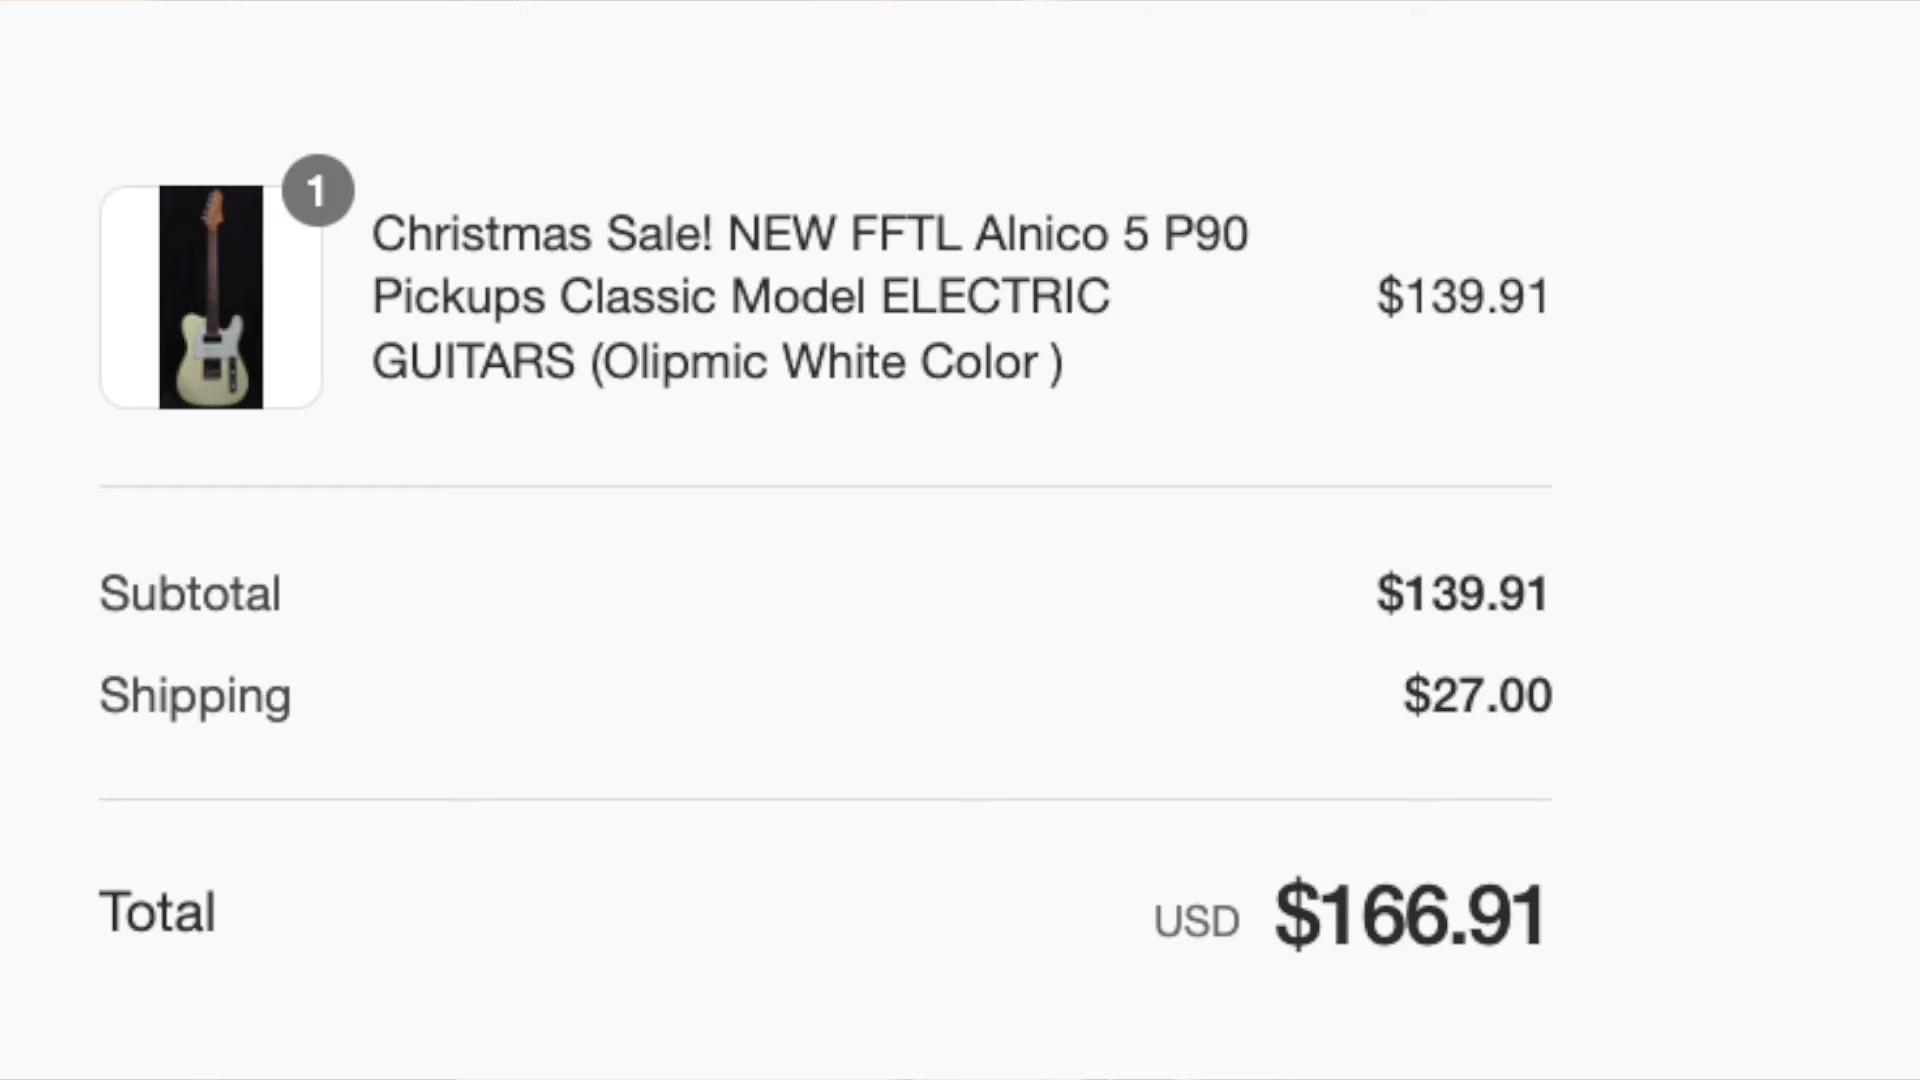 1
Christmas Sale! NEW FFTL Alnico 5 P90
Pickups Classic Model ELECTRIC
GUITARS (Olipmic White Color )
$139.91
Subtotal $139.91
Shipping $27.00
Total USD $166.91